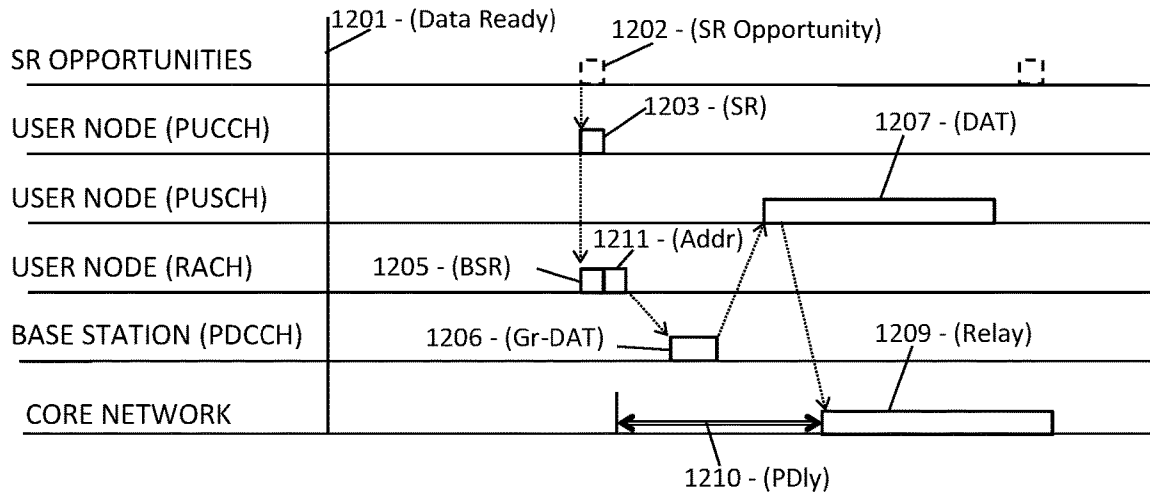 1201 - (Data Ready)
1202 - (SR Opportunity)
SR OPPORTUNITIES
1203 - (SR)
USER NODE (PUCCH)
1207 - (DAT)
USER NODE (PUSCH)
1211 - (Addr)
USER NODE (RACH)
1205 - (BSR)
BASE STATION (PDCCH)
1206 - (Gr-DAT)
1209 - (Relay)
CORE NETWORK
1210 - (PDly)